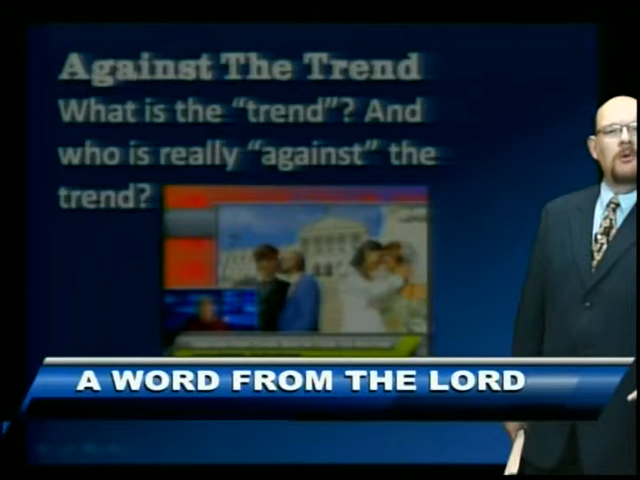 Against The Trend
What is the “trend”? And
who is really “against” the
trend?
A WORD FROM THE LORD